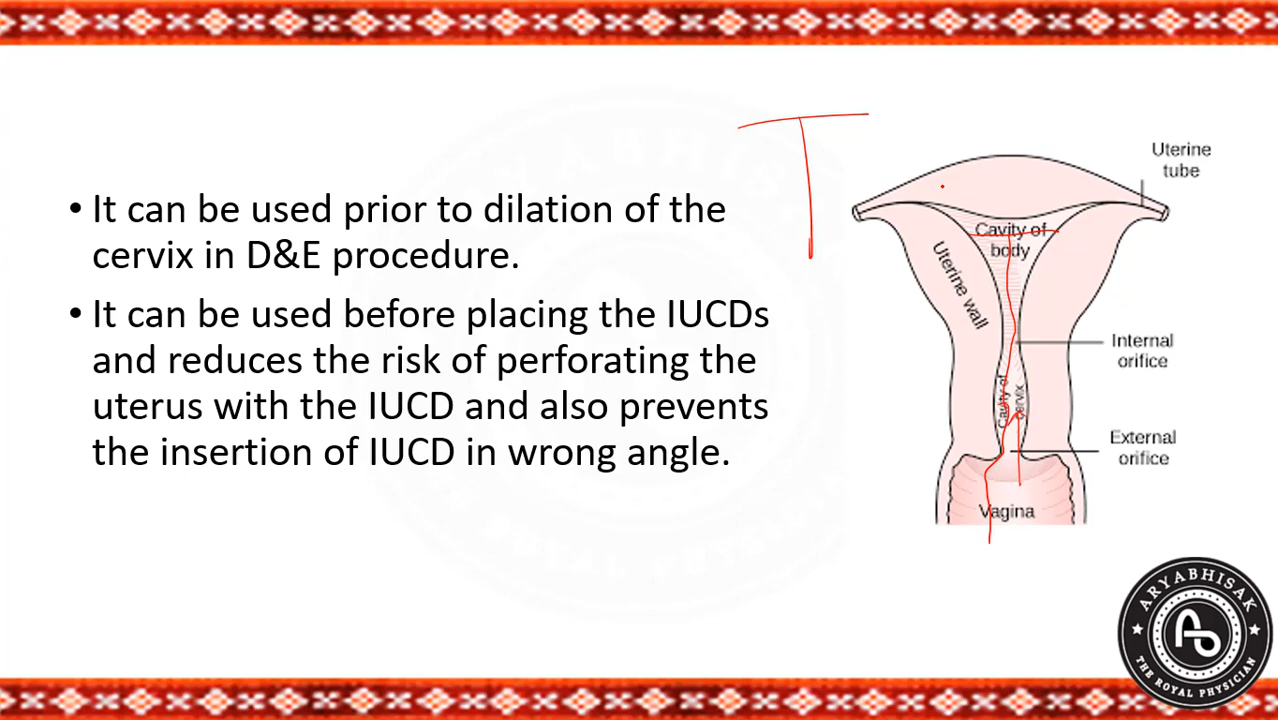 • It can be used prior to dilation of the
cervix in D&E procedure.
• It can be used before placing the IUCDs
and reduces the risk of perforating the
uterus with the IUCD and also prevents
the insertion of IUCD in wrong angle.
Uterine
tube
Cavity of
body
Uterine wall
Internal
orifice
Cavity of
cervix
External
orifice
Vagina
ARYABHISAK
THE ROYAL PHYSICIAN